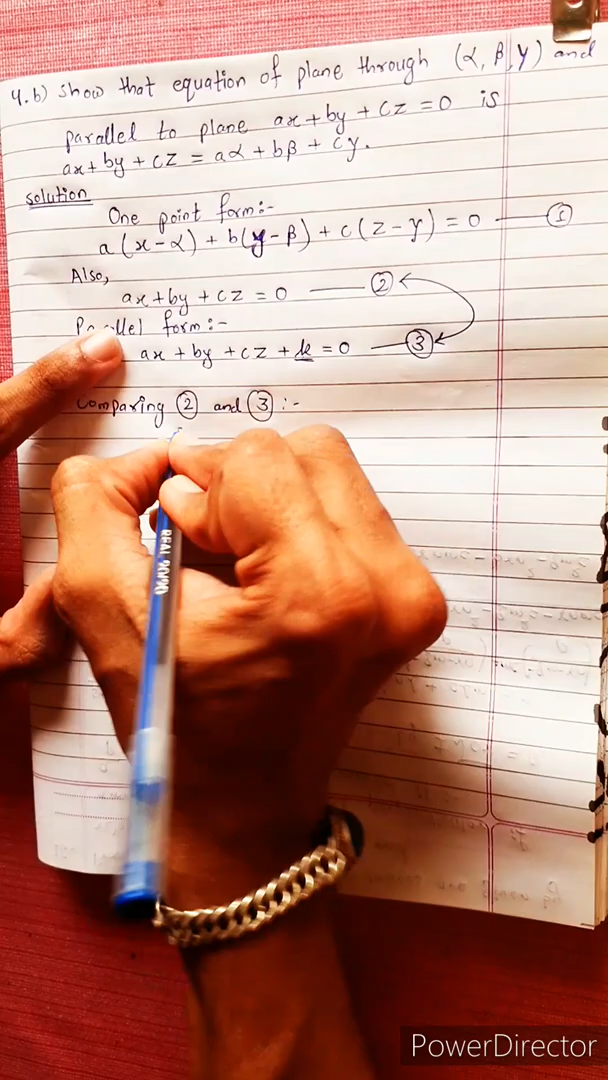 4.b) Show that equation of plane through (α, β, γ) and
parallel to plane ax + by + cz = 0 is
ax + by + cz = aα + bβ + cγ.
solution
One point form:-
a (x - α) + b(y - β) + c(z - γ) = 0 —— ①
Also,
ax + by + cz = 0 —— ②
Parallel form:-
ax + by + cz + k = 0 —— ③
Comparing ② and ③ :-
REAL
PowerDirector